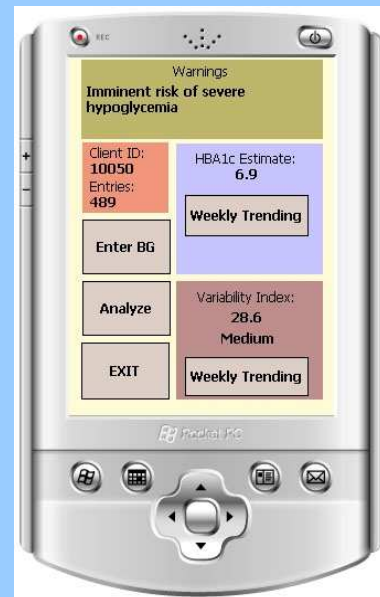 REC
Warnings
Imminent risk of severe
hypoglycemia
+
Client ID:
10050
Entries:
489
HBA1c Estimate:
6.9
Weekly Trending
–
Enter BG
Analyze
EXIT
Variability Index:
28.6
Medium
Weekly Trending
Pocket PC